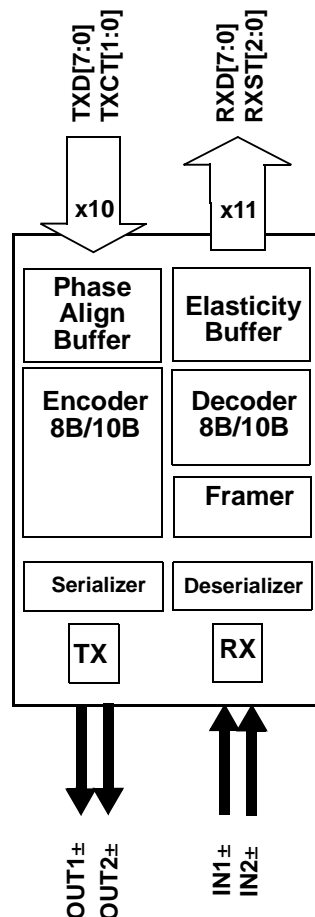 TXD[7:0]
TXCT[1:0]
RXD[7:0]
RXST[2:0]
x10
x11
Phase
Align
Buffer
Elasticity
Buffer
Encoder
8B/10B
Decoder
8B/10B
Framer
Serializer
Deserializer
TX
RX
OUT1±
OUT2±
IN1±
IN2±